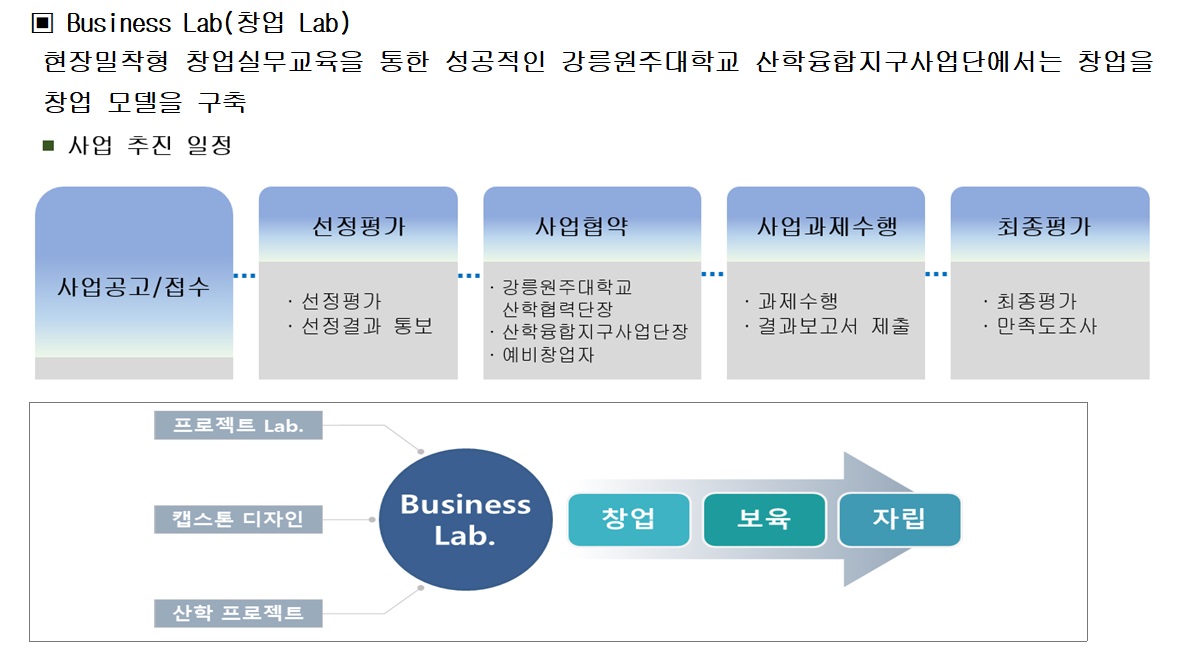 ▣ Business Lab(창업 Lab)
현장밀착형 창업실무교육을 통한 성공적인 강릉원주대학교 산학융합지구사업단에서는 창업을
창업 모델을 구축
■ 사업 추진 일정
사업공고/접수
선정평가
· 선정평가
· 선정결과 통보
사업협약
· 강릉원주대학교
산학협력단장
· 산학융합지구사업단장
· 예비창업자
사업과제수행
· 과제수행
· 결과보고서 제출
최종평가
· 최종평가
· 만족도조사
프로젝트 Lab.
캡스톤 디자인
산학 프로젝트
Business
Lab.
창업
보육
자립